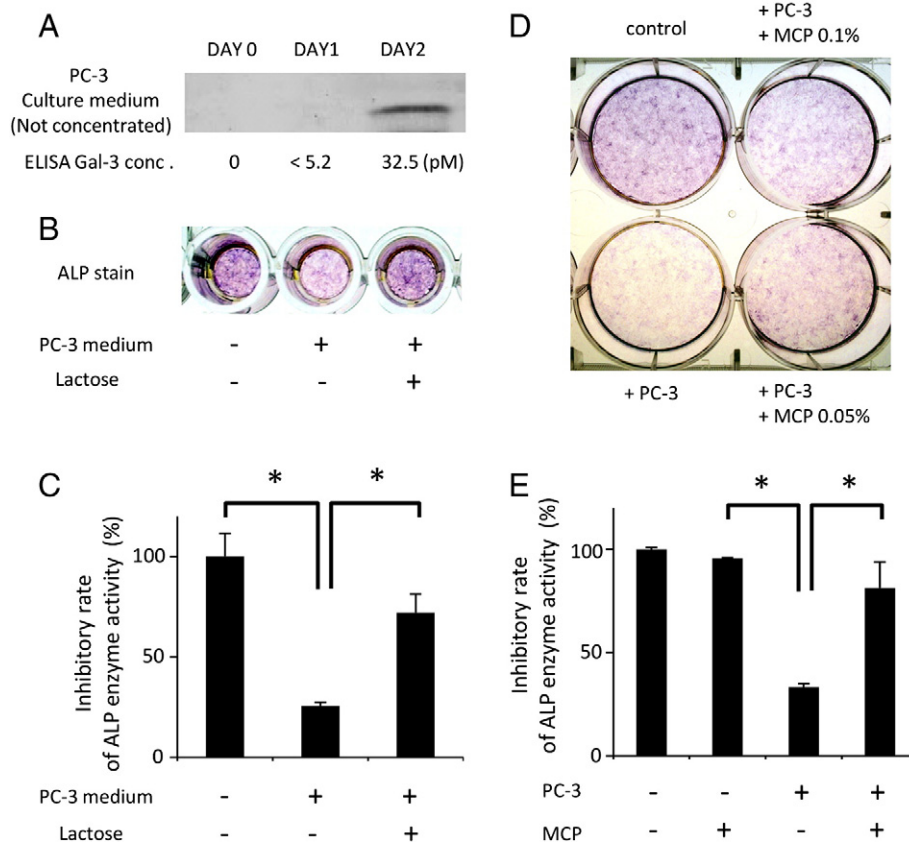 A
DAY 0 DAY1 DAY2
PC-3
Culture medium
(Not concentrated)
ELISA Gal-3 conc . 0 < 5.2 32.5 (pM)
B
ALP stain
PC-3 medium - + +
Lactose - - +
C
* *
Inhibitory rate
of ALP enzyme activity (%)
100
50
0
PC-3 medium - + +
Lactose - - +
D
control
+ PC-3
+ MCP 0.1%
+ PC-3
+ PC-3
+ MCP 0.05%
E
* *
Inhibitory rate
of ALP enzyme activity (%)
100
50
0
PC-3 - - + +
MCP - + - +